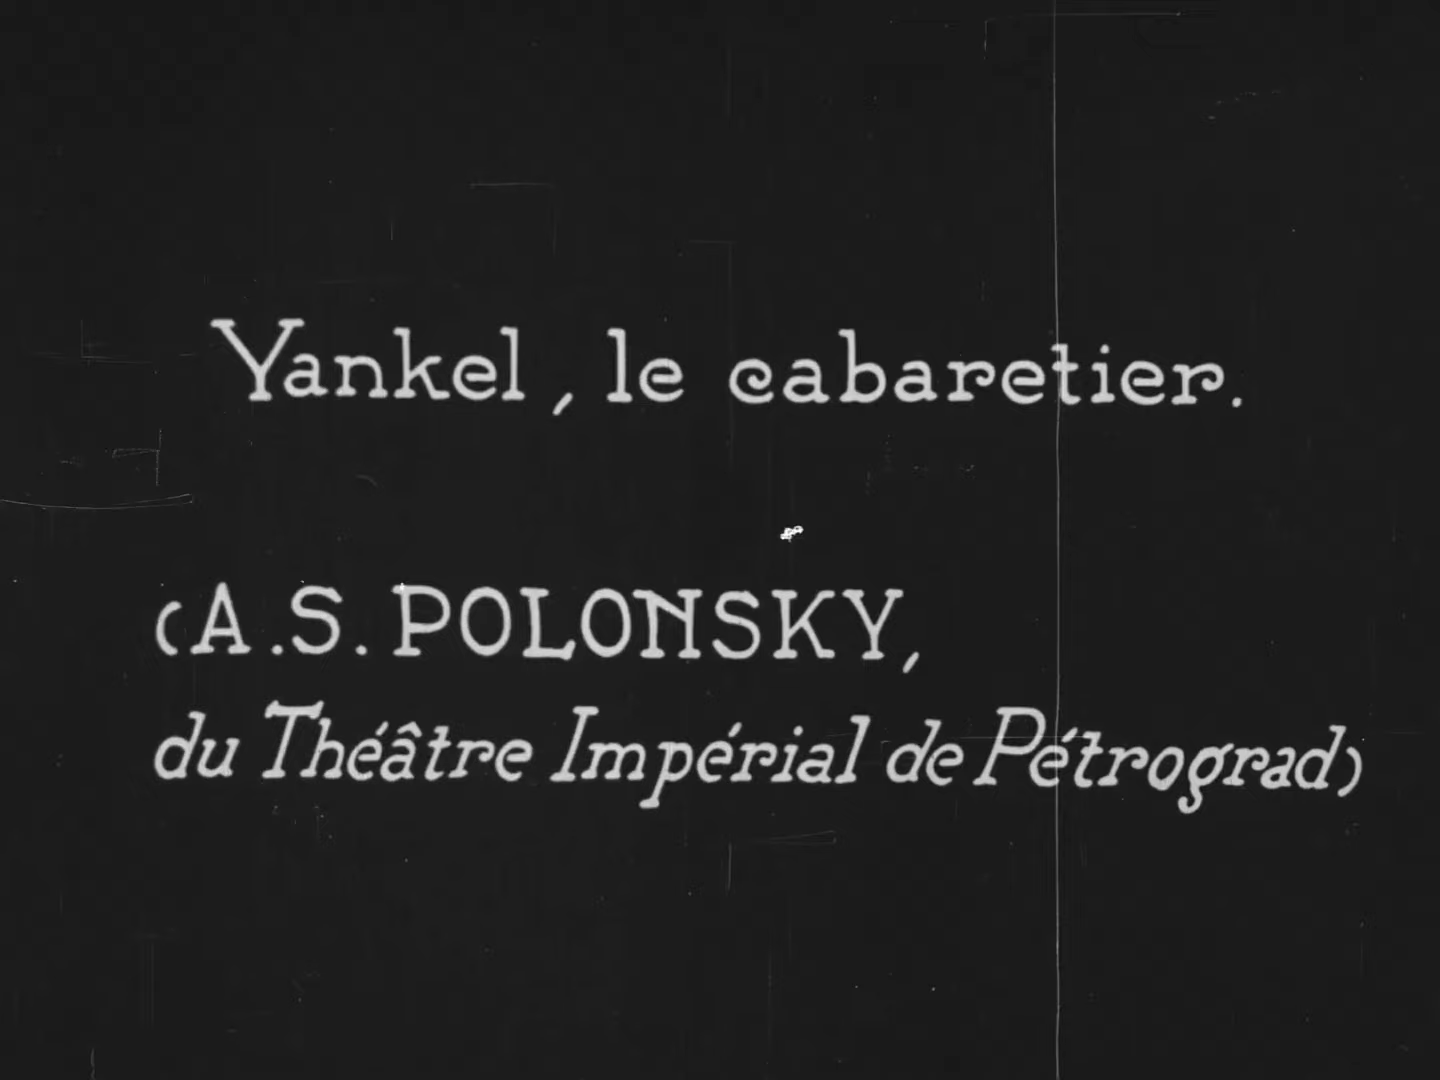 Yankel, le cabaretier.
(A.S. POLONSKY,
du Théâtre Impérial de Pétrograd)